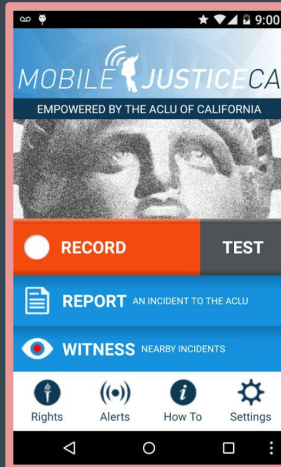 9:00
MOBILE JUSTICE CA
EMPOWERED BY THE ACLU OF CALIFORNIA
RECORD TEST
REPORT AN INCIDENT TO THE ACLU
WITNESS NEARBY INCIDENTS
Rights Alerts How To Settings